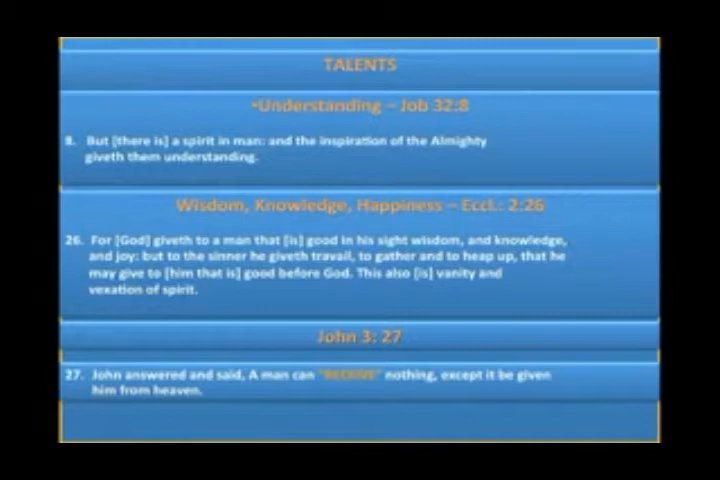 TALENTS
•Understanding – Job 32:8
8. But [there is] a spirit in man: and the inspiration of the Almighty
giveth them understanding.
Wisdom, Knowledge, Happiness – Eccl.: 2:26
26. For [God] giveth to a man that [is] good in his sight wisdom, and knowledge,
and joy: but to the sinner he giveth travail, to gather and to heap up, that he
may give to [him that is] good before God. This also [is] vanity and
vexation of spirit.
John 3: 27
27. John answered and said, A man can "RECEIVE" nothing, except it be given
him from heaven.